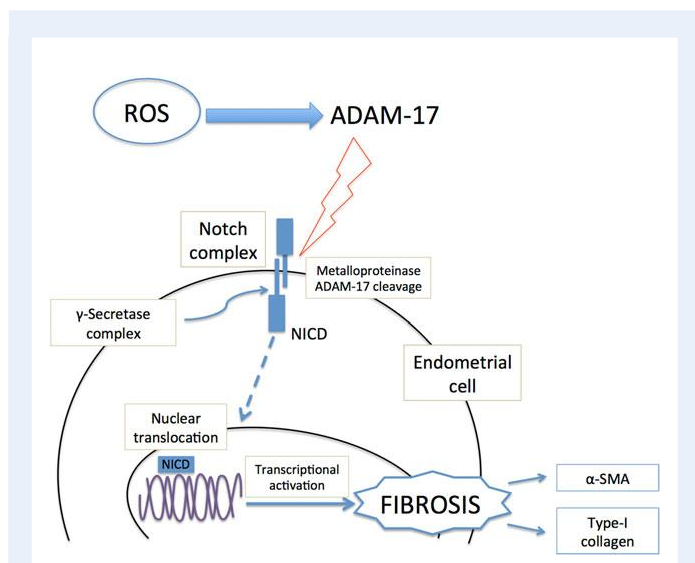 ROS
ADAM-17
Notch
complex
Metalloproteinase
ADAM-17 cleavage
γ-Secretase
complex
NICD
Endometrial
cell
Nuclear
translocation
NICD
Transcriptional
activation
FIBROSIS
α-SMA
Type-I
collagen